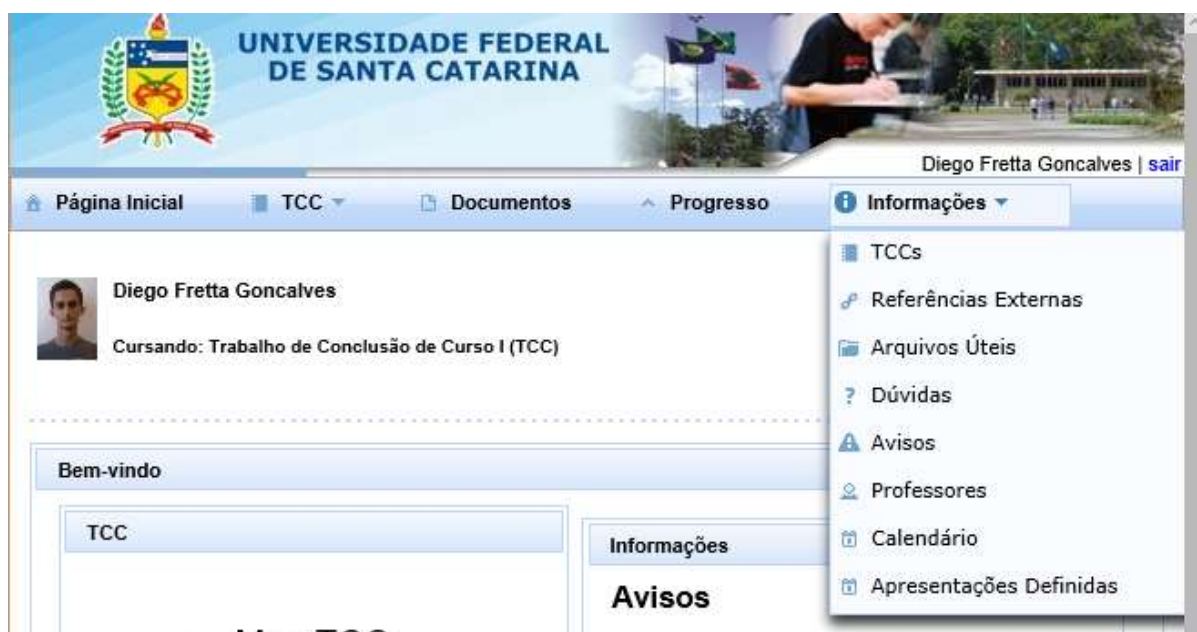 UNIVERSIDADE FEDERAL
DE SANTA CATARINA
Diego Fretta Goncalves | sair
Página Inicial TCC Documentos Progresso Informações
TCCs
Referências Externas
Arquivos Úteis
Dúvidas
Avisos
Professores
Calendário
Apresentações Definidas
Diego Fretta Goncalves
Cursando: Trabalho de Conclusão de Curso I (TCC)
Bem-vindo
TCC
Informações
Avisos